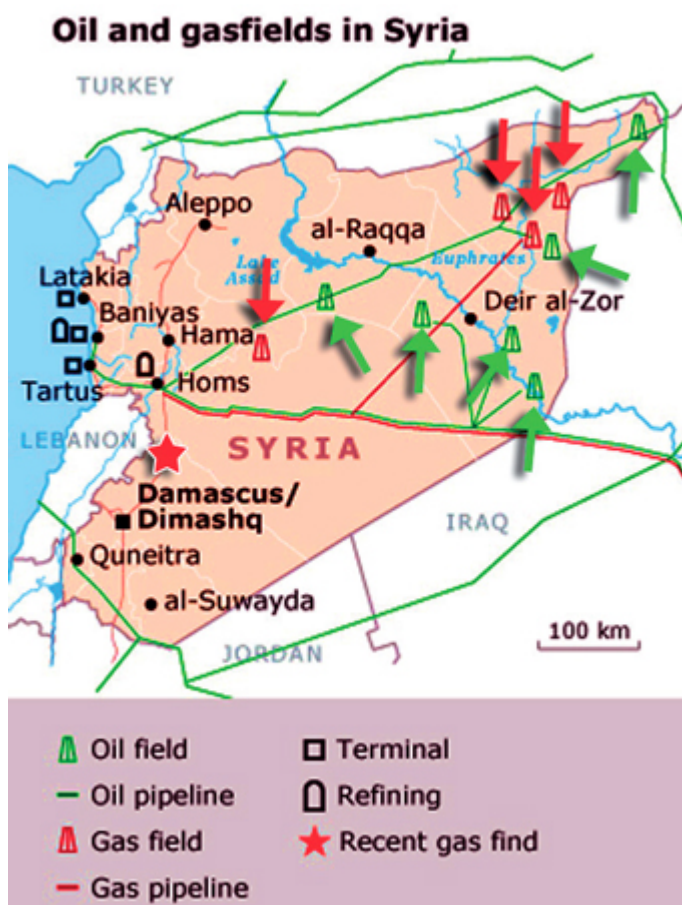 Oil and gasfields in Syria
TURKEY
Aleppo
al-Raqqa
Lake
Assad
Euphrates
Latakia
Baniyas
Deir al-Zor
Hama
Tartus
Homs
LEBANON
SYRIA
Damascus/
Dimashq
IRAQ
Quneitra
al-Suwayda
JORDAN
100 km
Oil field
Terminal
Oil pipeline
Refining
Gas field
Recent gas find
Gas pipeline